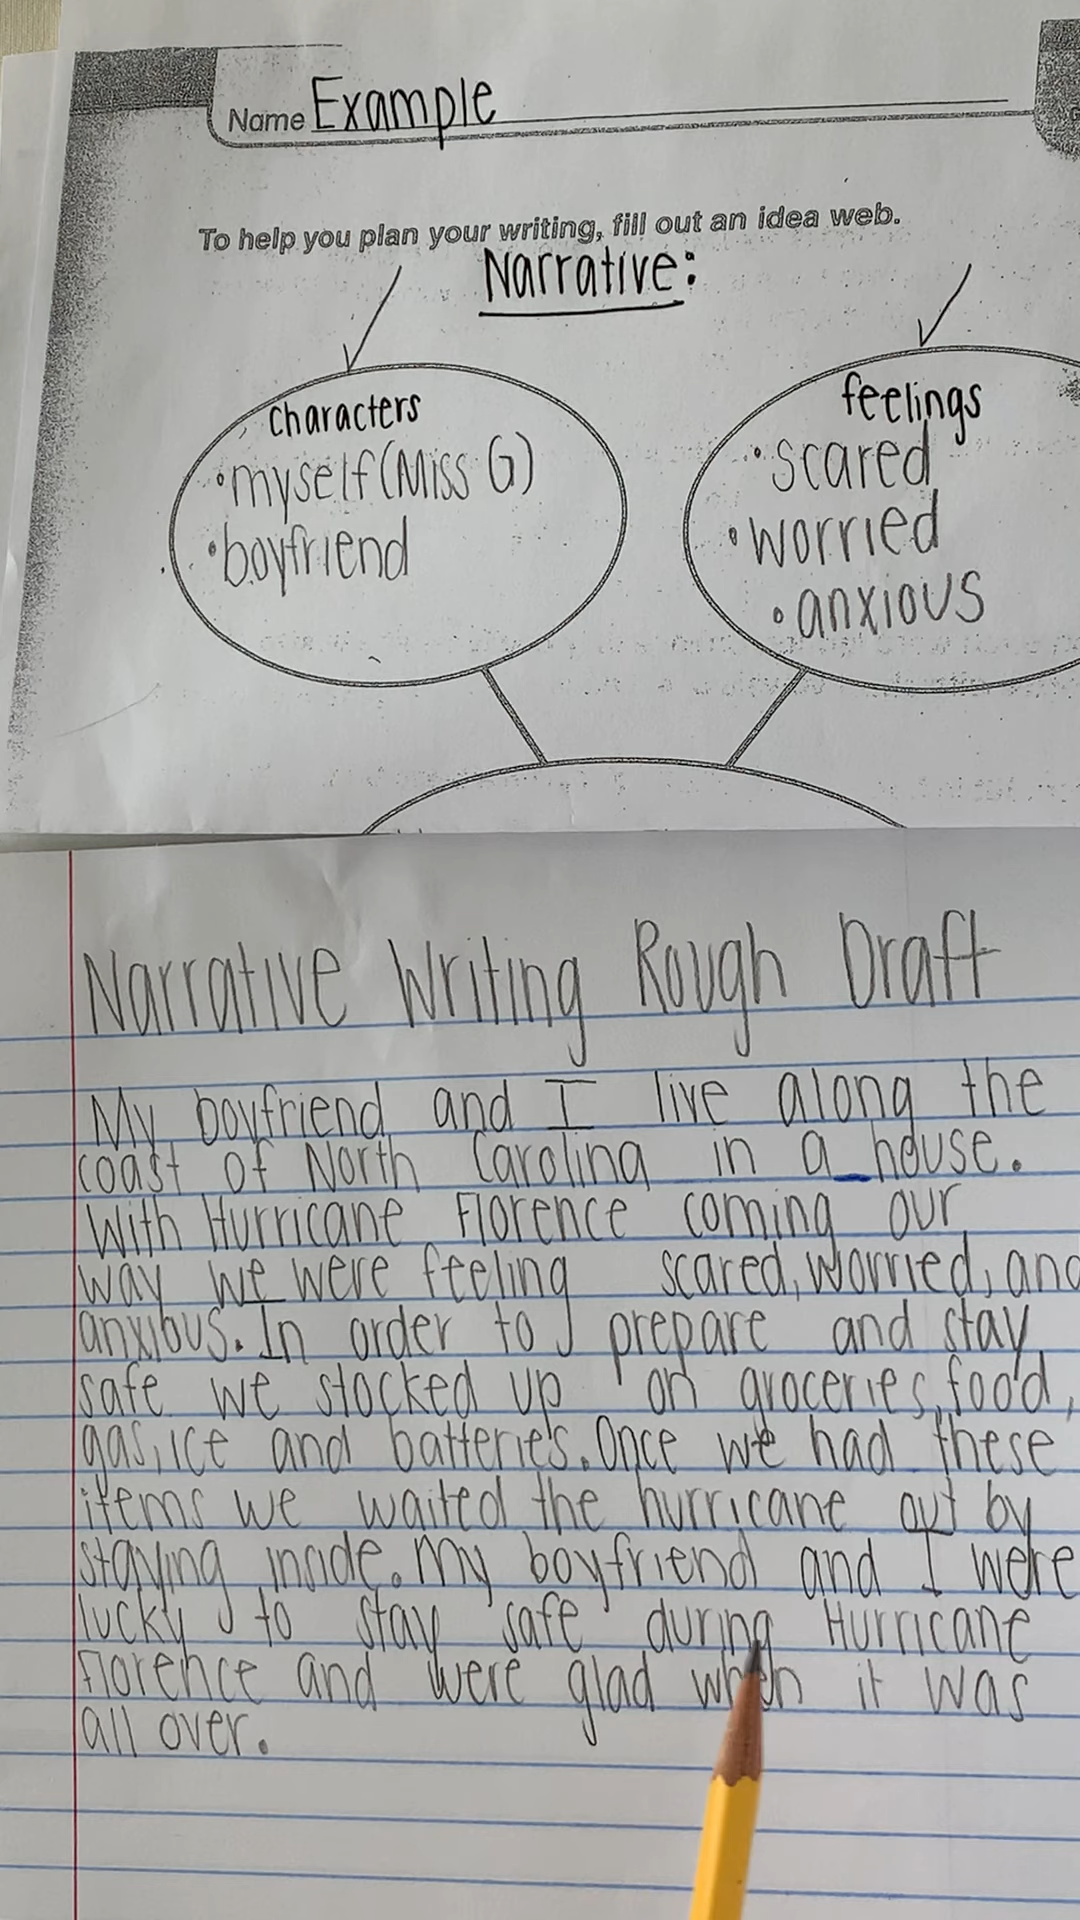 Name Example
To help you plan your writing, fill out an idea web.
Narrative:
Characters
•myself(Miss G)
•boyfriend
feelings
•scared
•worried
•anxious
Narrative Writing Rough Draft
My boyfriend and I live along the
coast of North Carolina in a house.
With Hurricane Florence coming our
way we were feeling scared, worried, and
anxious. In order to prepare and stay
safe we stocked up on groceries, food,
gas, ice and batteries. Once we had these
items we waited the hurricane out by
staying inside. My boyfriend and I were
lucky to stay safe during Hurricane
Florence and were glad when it was
all over.